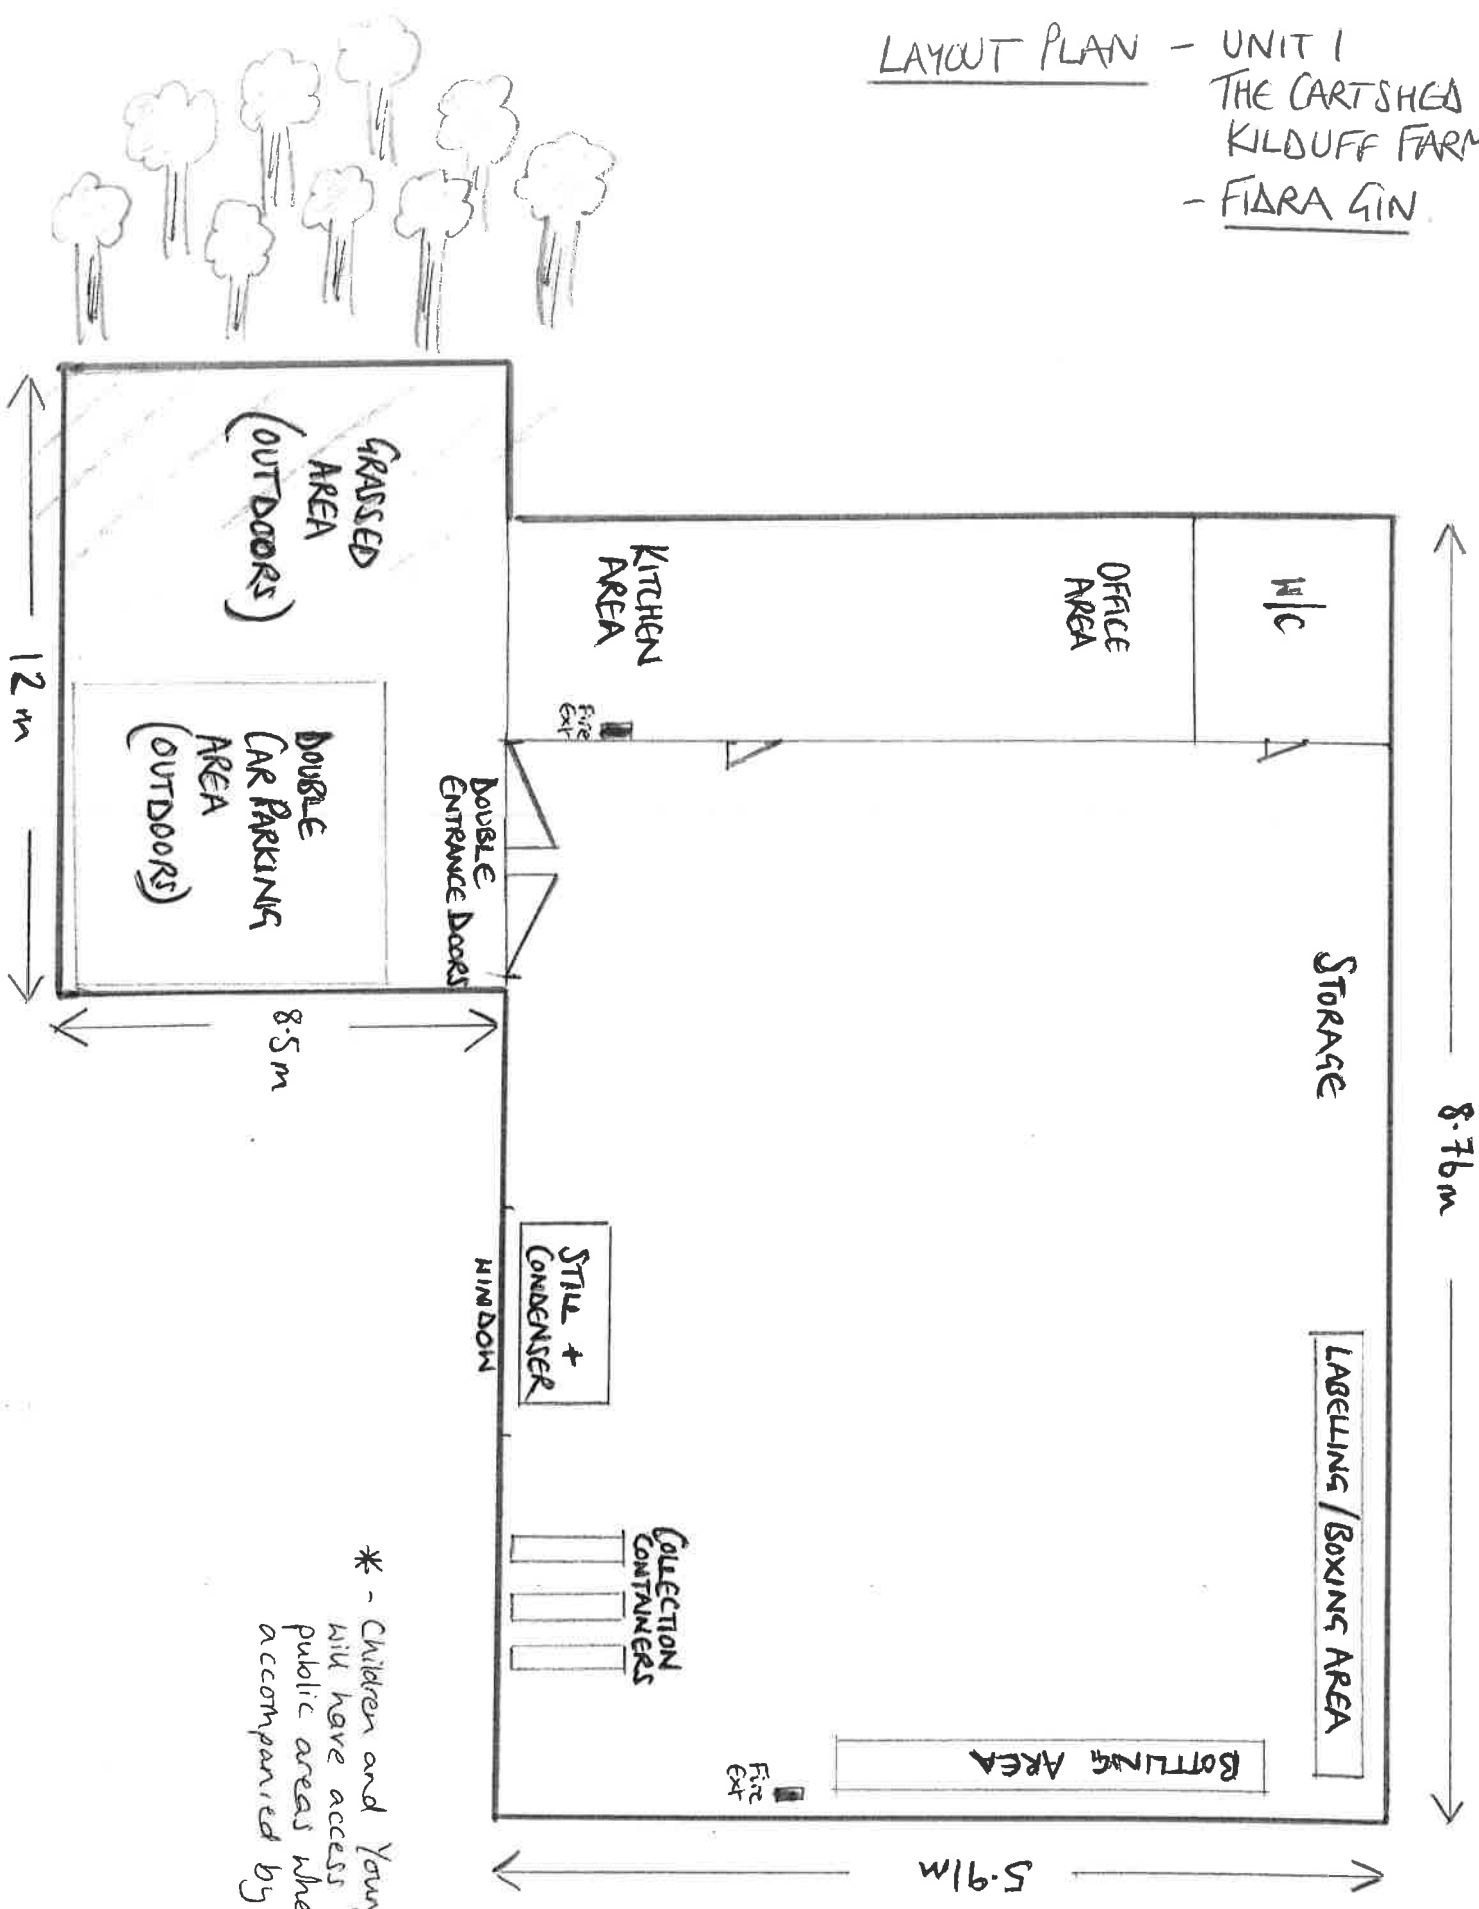 LAYOUT PLAN - UNIT 1
THE CARTSHED
KILDUFF FARM
- FIDRA GIN
8.76m
W/C
OFFICE
AREA
KITCHEN
AREA
Fire
Ext
STORAGE
LABELLING/BOXING AREA
BOTTLING AREA
Fire
Ext
5.91m
COLLECTION
CONTAINERS
STILL +
CONDENSER
WINDOW
DOUBLE
ENTRANCE DOORS
GRASSED
AREA
(OUTDOORS)
DOUBLE
CAR PARKING
AREA
(OUTDOORS)
12m
8.5m
* - Children and
will have access
public areas
accompanied by